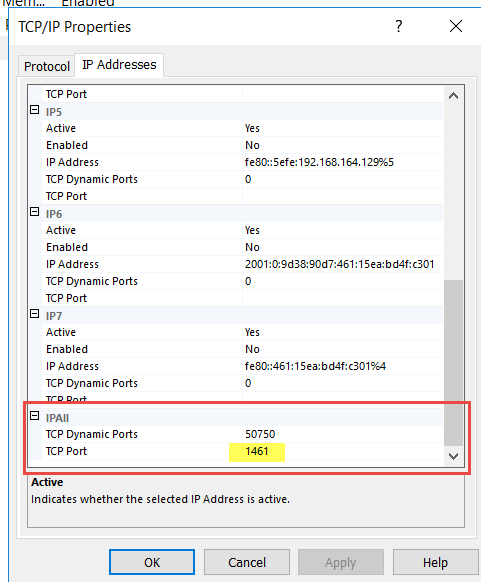 Mem... Enabled
TCP/IP Properties ?
Protocol IP Addresses
TCP Port
IP5
Active Yes
Enabled No
IP Address fe80::5efe:192.168.164.129%5
TCP Dynamic Ports 0
TCP Port
IP6
Active Yes
Enabled No
IP Address 2001:0:9d38:90d7:461:15ea:bd4f:c301
TCP Dynamic Ports 0
TCP Port
IP7
Active Yes
Enabled No
IP Address fe80::461:15ea:bd4f:c301%4
TCP Dynamic Ports 0
TCP Port
IPAll
TCP Dynamic Ports 50750
TCP Port 1461
Active
Indicates whether the selected IP Address is active.
OK Cancel Apply Help